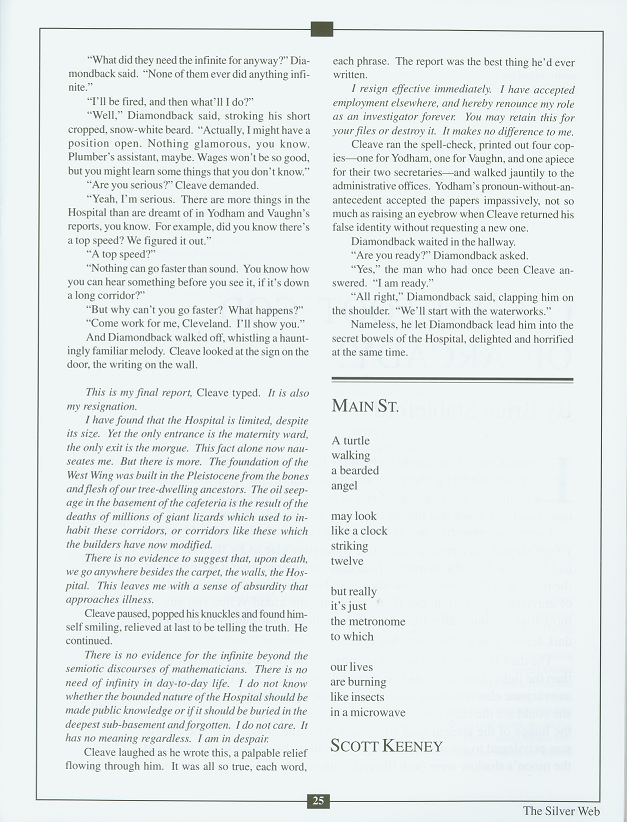 “What did they need the infinite for anyway?” Dia-
mondback said.  “None of them ever did anything infi-
nite.”
“I’ll be fired, and then what’ll I do?”
“Well,” Diamondback said, stroking his short
cropped, snow-white beard.  “Actually, I might have a
position open.  Nothing glamorous, you know.
Plumber’s assistant, maybe.  Wages won’t be so good,
but you might learn some things that you don’t know.”
“Are you serious?” Cleave demanded.
“Yeah, I’m serious.  There are more things in the
Hospital than are dreamt of in Yodham and Vaughn’s
reports, you know.  For example, did you know there’s
a top speed?  We figured it out.”
“A top speed?”
“Nothing can go faster than sound.  You know how
you can hear something before you see it, if it’s down
a long corridor?”
“But why can’t you go faster?  What happens?”
“Come work for me, Cleveland.  I’ll show you.”
And Diamondback walked off, whistling a haunt-
ingly familiar melody.  Cleave looked at the sign on the
door, the writing on the wall.
This is my final report, Cleave typed.  It is also
my resignation.
I have found that the Hospital is limited, despite
its size.  Yet the only entrance is the maternity ward,
the only exit is the morgue.  This fact alone now nau-
seates me.  But there is more.  The foundation of the
West Wing was built in the Pleistocene from the bones
and flesh of our tree-dwelling ancestors.  The oil seep-
age in the basement of the cafeteria is the result of the
deaths of millions of giant lizards which used to in-
habit these corridors, or corridors like these which
the builders have now modified.
There is no evidence to suggest that, upon death,
we go anywhere besides the carpet, the walls, the Hos-
pital.  This leaves me with a sense of absurdity that
approaches illness.
Cleave paused, popped his knuckles and found him-
self smiling, relieved at last to be telling the truth.  He
continued.
There is no evidence for the infinite beyond the
semiotic discourses of mathematicians.  There is no
need of infinity in day-to-day life.  I do not know
whether the bounded nature of the Hospital should be
made public knowledge or if it should be buried in the
deepest sub-basement and forgotten.  I do not care.  It
has no meaning regardless.  I am in despair.
Cleave laughed as he wrote this, a palpable relief
flowing through him.  It was all so true, each word,
each phrase.  The report was the best thing he’d ever
written.
I resign effective immediately.  I have accepted
employment elsewhere, and hereby renounce my role
as an investigator forever.  You may retain this for
your files or destroy it.  It makes no difference to me.
Cleave ran the spell-check, printed out four cop-
ies—one for Yodham, one for Vaughn, and one apiece
for their two secretaries—and walked jauntily to the
administrative offices.  Yodham’s pronoun-without-an-
antecedent accepted the papers impassively, not so
much as raising an eyebrow when Cleave returned his
false identity without requesting a new one.
Diamondback waited in the hallway.
“Are you ready?” Diamondback asked.
“Yes,” the man who had once been Cleave an-
swered.  “I am ready.”
“All right,” Diamondback said, clapping him on
the shoulder.  “We’ll start with the waterworks.”
Nameless, he let Diamondback lead him into the
secret bowels of the Hospital, delighted and horrified
at the same time.
MAIN ST.
A turtle
walking
a bearded
angel
may look
like a clock
striking
twelve
but really
it’s just
the metronome
to which
our lives
are burning
like insects
in a microwave
SCOTT KEENEY
25
The Silver Web